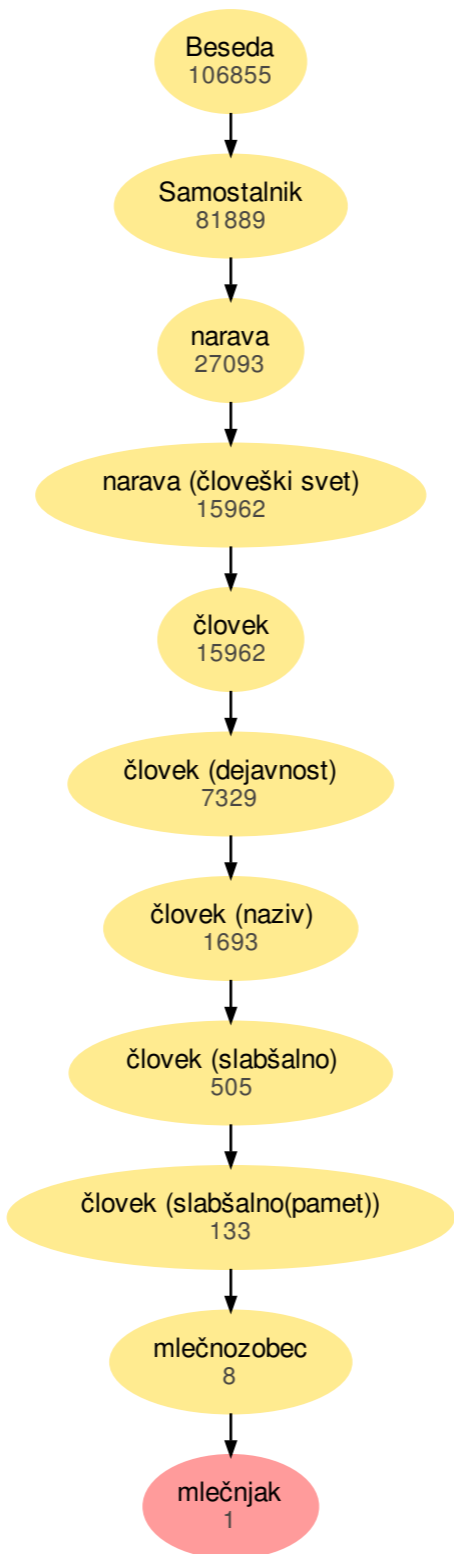 Beseda
106855
Samostalnik
81889
narava
27093
narava (človeški svet)
15962
človek
15962
človek (dejavnost)
7329
človek (naziv)
1693
človek (slabšalno)
505
človek (slabšalno(pamet))
133
mlečnozobec
8
mlečnjak
1